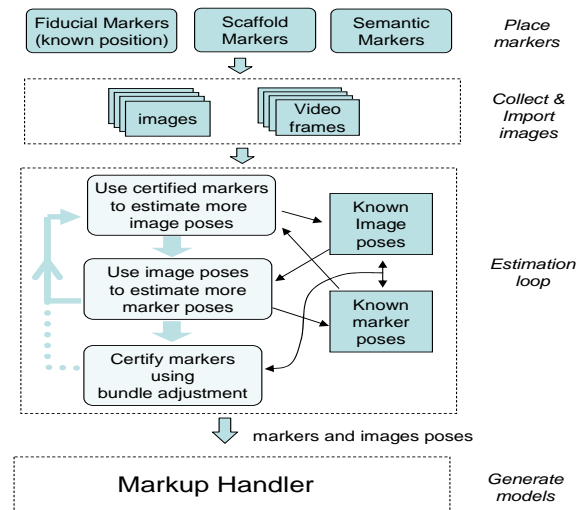 Fiducial Markers
(known position)
Scaffold
Markers
Semantic
Markers
Place
markers
images
Video
frames
Collect &
Import
images
Use certified markers
to estimate more
image poses
Known
Image
poses
Use image poses
to estimate more
marker poses
Known
marker
poses
Estimation
loop
Certify markers
using
bundle adjustment
markers and images poses
Markup Handler
Generate
models